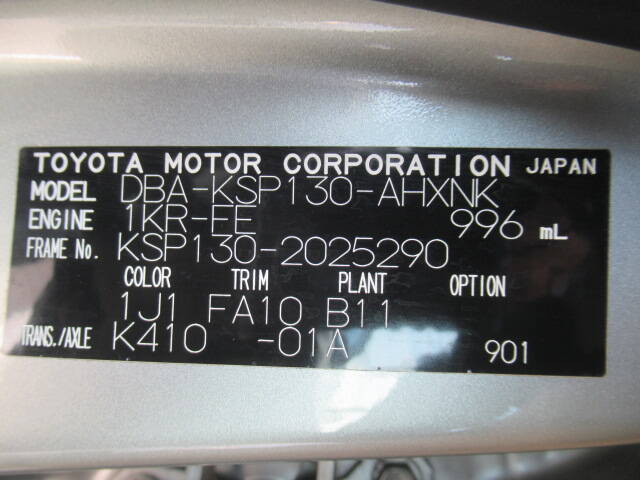 TOYOTA MOTOR CORPORATION JAPAN
MODEL DBA-KSP130-AHXNK
ENGINE 1KR-FE 996 mL
FRAME No. KSP130-2025290
COLOR TRIM PLANT OPTION
1J1 FA10 B11
TRANS./AXLE K410 -01A 901